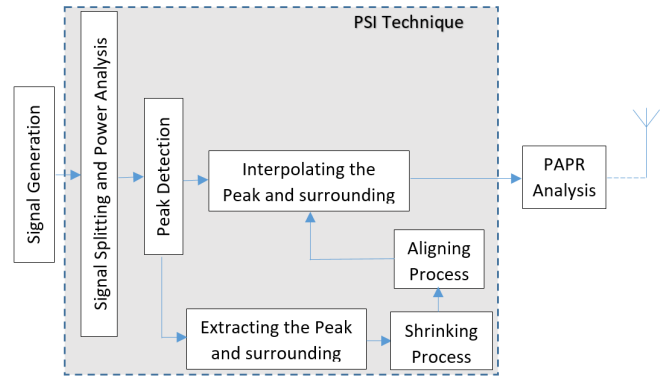 PSI Technique
Signal Generation
Signal Splitting and Power Analysis
Peak Detection
Interpolating the
Peak and surrounding
PAPR
Analysis
Aligning
Process
Extracting the Peak
and surrounding
Shrinking
Process